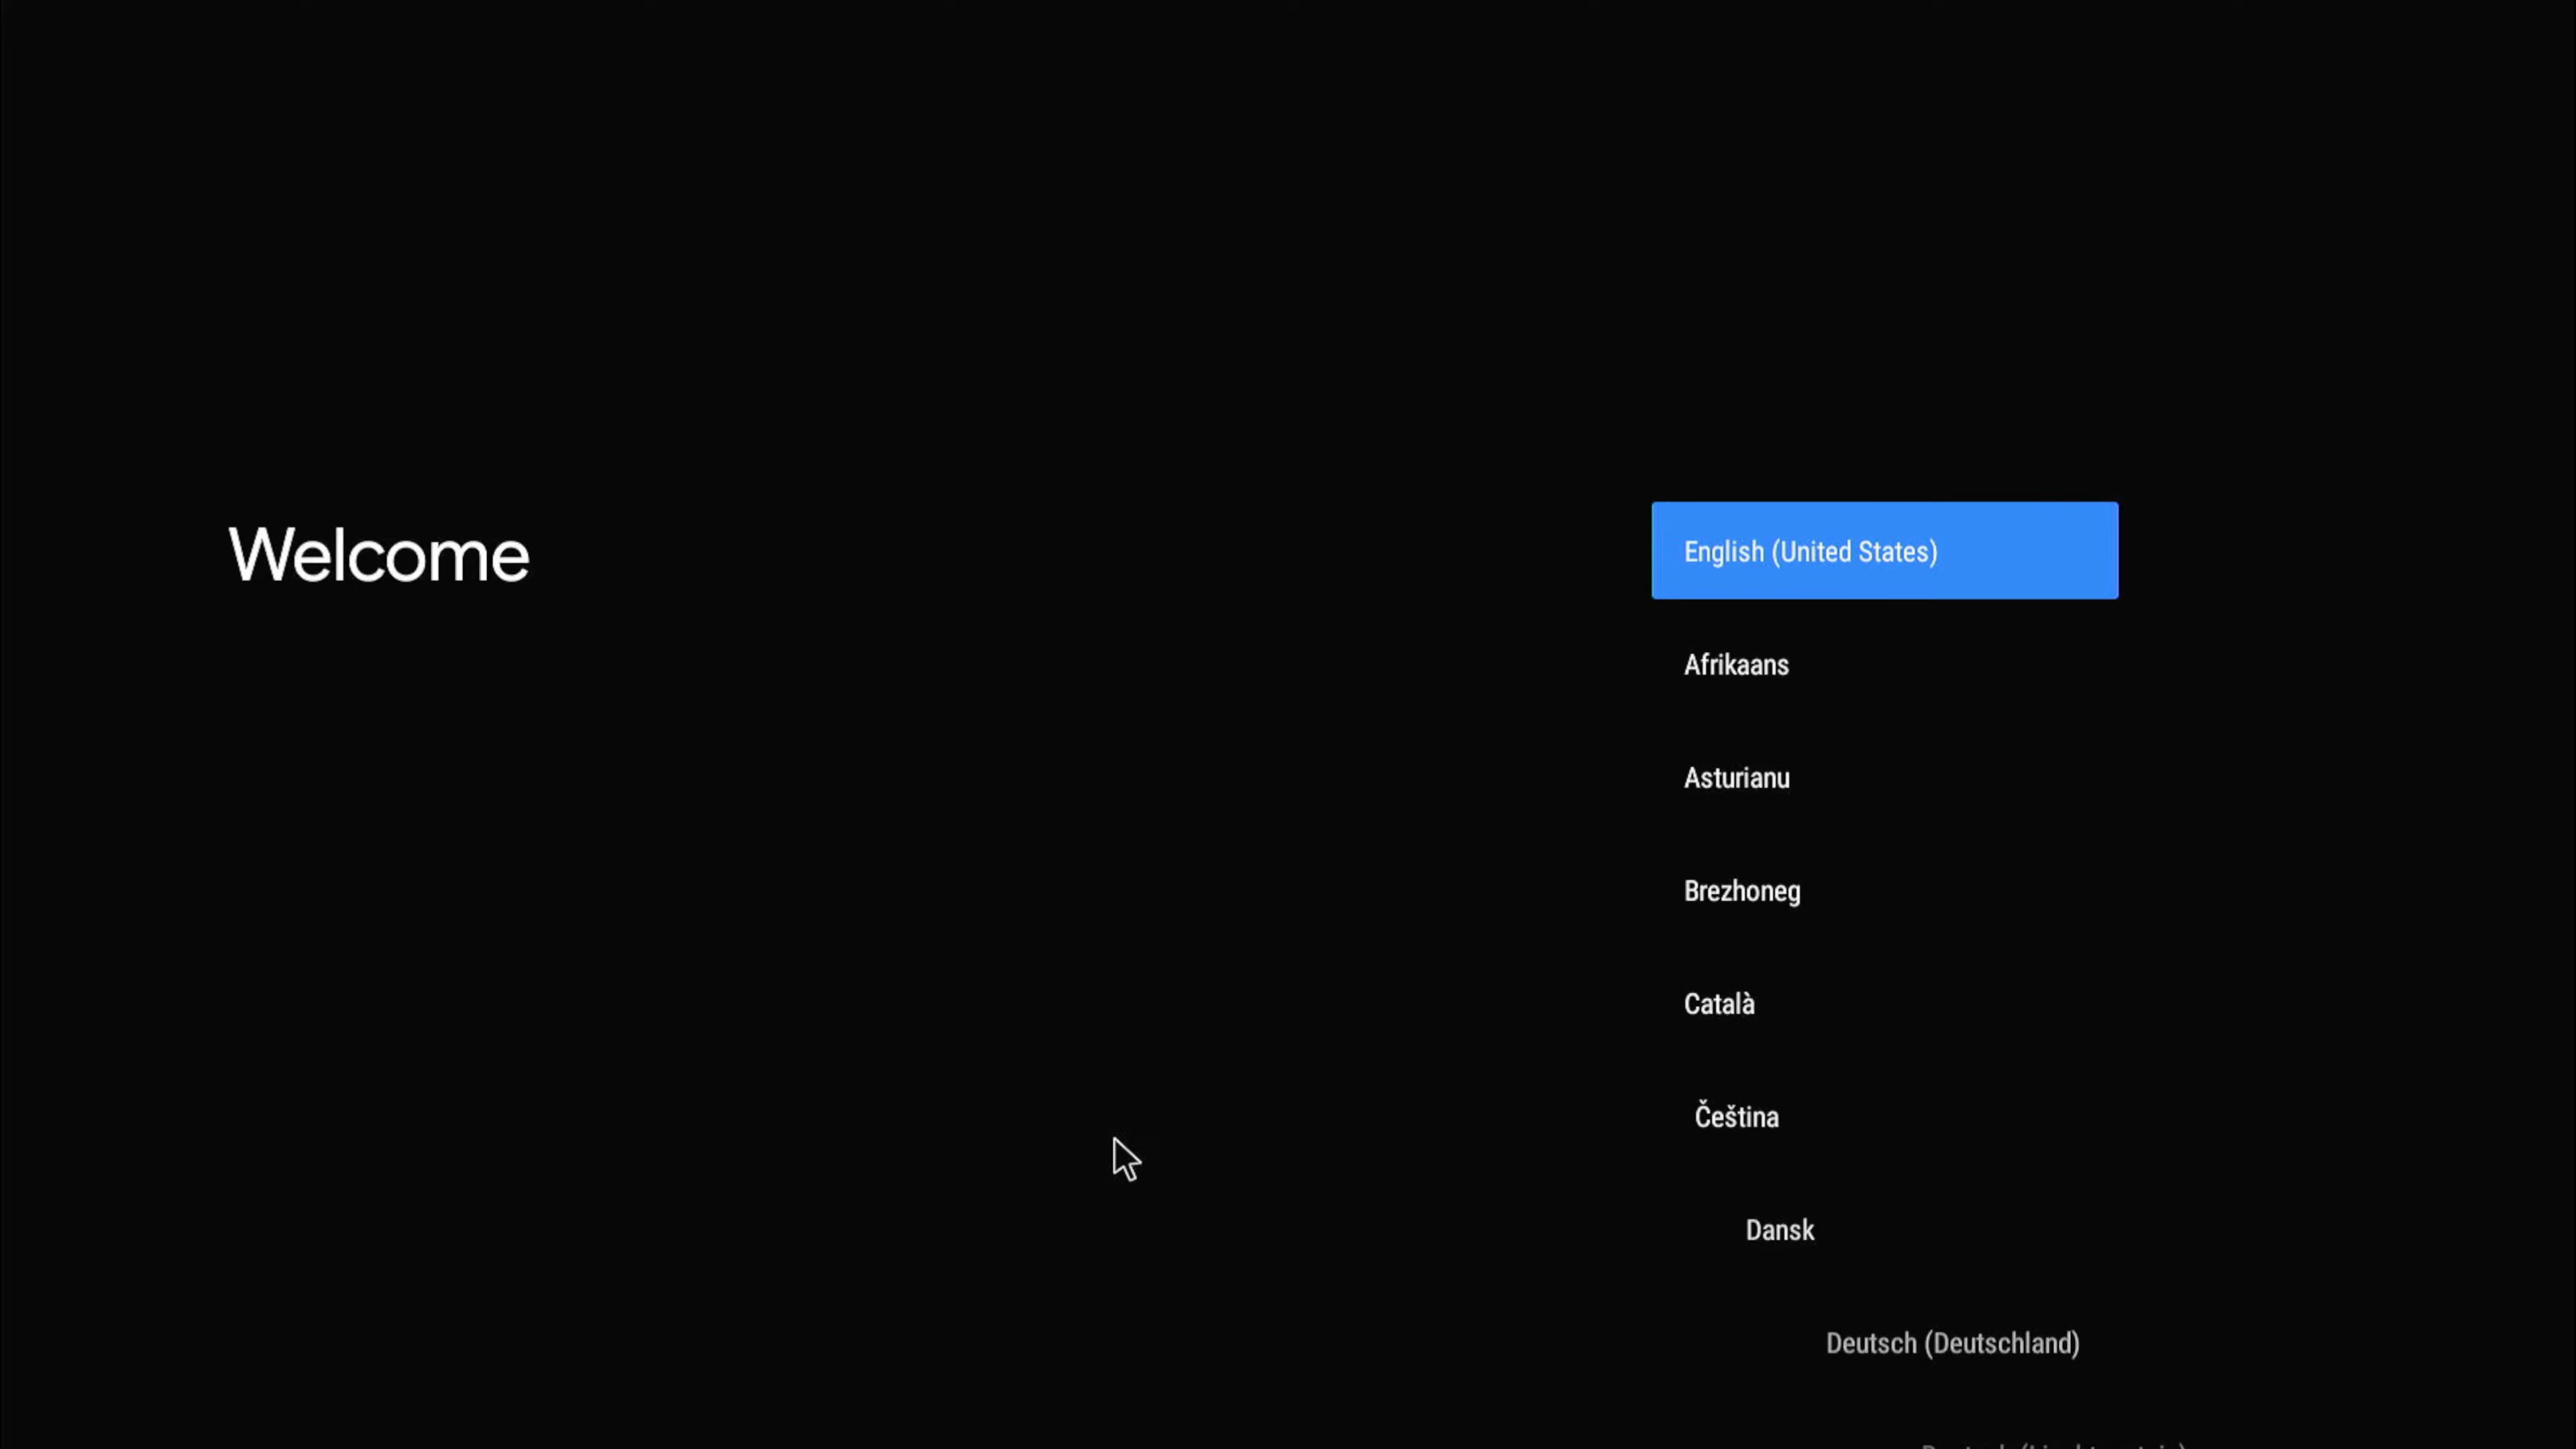 Welcome
English (United States)
Afrikaans
Asturianu
Brezhoneg
Català
Čeština
Dansk
Deutsch (Deutschland)